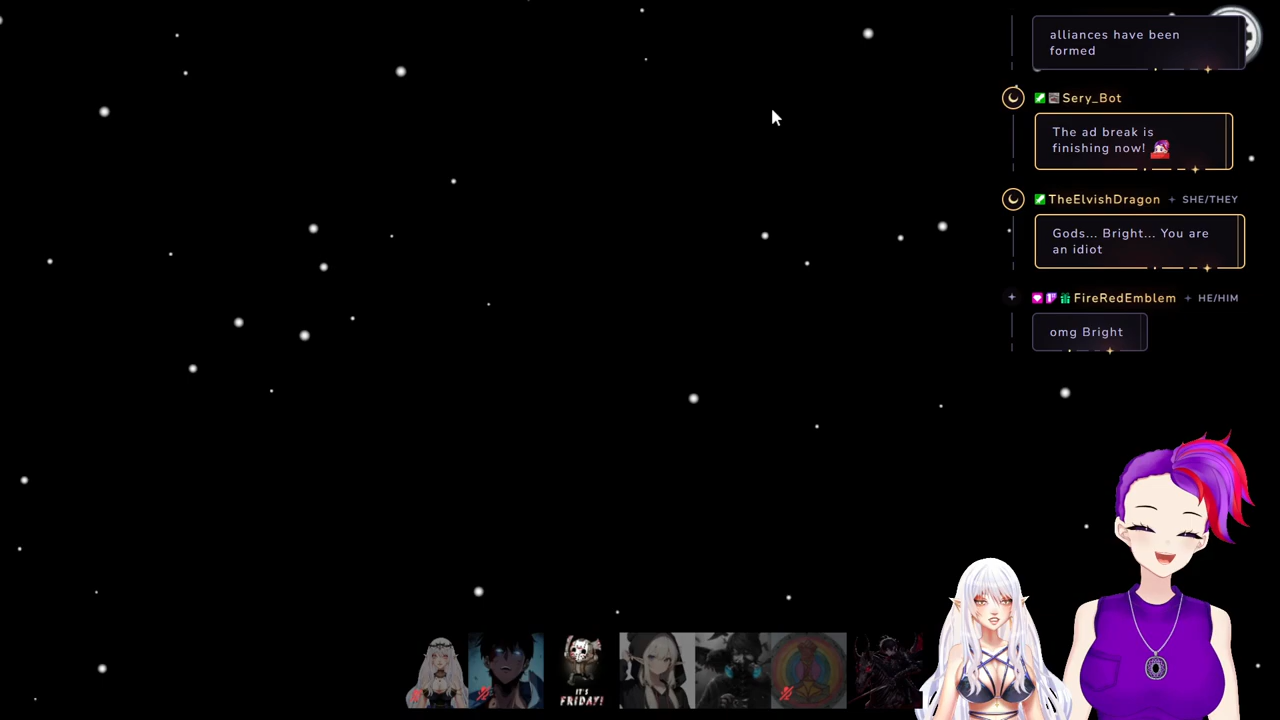 alliances have been
formed
Sery_Bot
The ad break is
finishing now!
TheElvishDragon SHE/THEY
Gods... Bright... You are
an idiot
FireRedEmblem HE/HIM
omg Bright
IT'S
FRIDAY!